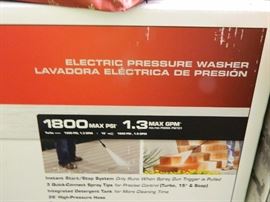 ELECTRIC PRESSURE WASHER
LAVADORA ELÉCTRICA DE PRESIÓN
1800 MAX PSI* 1.3 MAX GPM*
Instant Start/Stop System Only Runs When Spray Gun Trigger is Pulled
3 Quick-Connect Spray Tips for Precise Control (Turbo, 15° & Soap)
Integrated Detergent Tank for More Cleaning Time
25' High-Pressure Hose